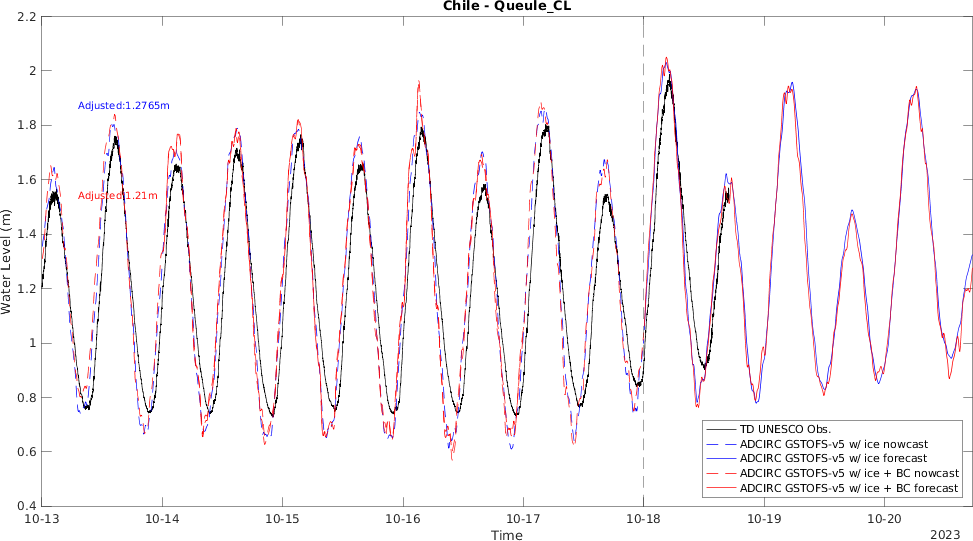 Chile - Queule_CL
2.2
2
1.8
1.6
1.4
1.2
1
0.8
0.6
0.4
Water Level (m)
Adjusted:1.2765m
Adjusted:1.21m
TD UNESCO Obs.
ADCIRC GSTOFS-v5 w/ ice nowcast
ADCIRC GSTOFS-v5 w/ ice forecast
ADCIRC GSTOFS-v5 w/ ice + BC nowcast
ADCIRC GSTOFS-v5 w/ ice + BC forecast
10-13 10-14 10-15 10-16 10-17 10-18 10-19 10-20
Time
2023